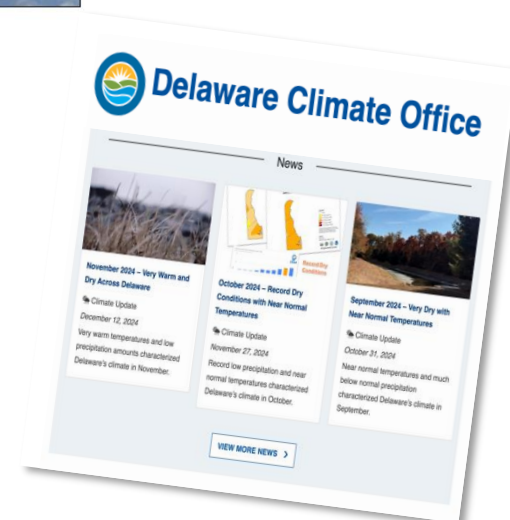 Delaware Climate Office
News
Record Dry
Conditions
November 2024 – Very Warm and
Dry Across Delaware
Climate Update
December 12, 2024
Very warm temperatures and low
precipitation amounts characterized
Delaware's climate in November.
October 2024 – Record Dry
Conditions with Near Normal
Temperatures
Climate Update
November 27, 2024
Record low precipitation and near
normal temperatures characterized
Delaware's climate in October.
September 2024 – Very Dry with
Near Normal Temperatures
Climate Update
October 31, 2024
Near normal temperatures and much
below normal precipitation
characterized Delaware's climate in
September.
VIEW MORE NEWS >